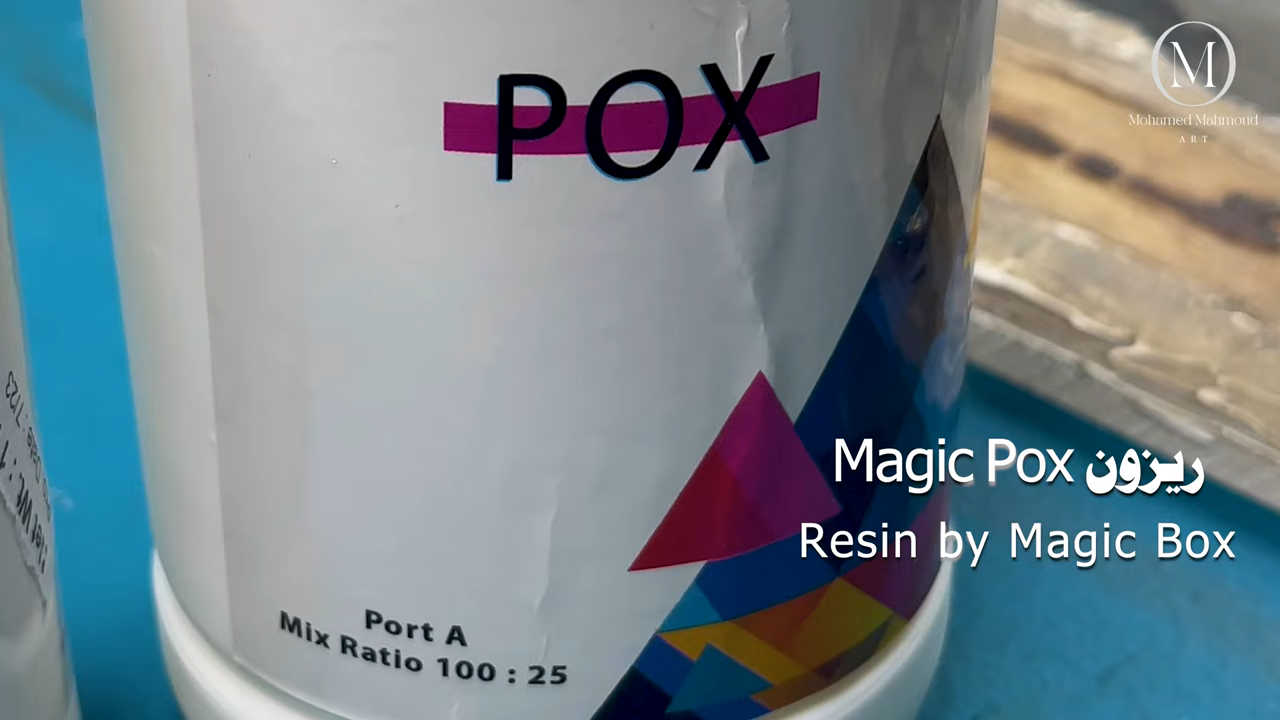 POX
Port A
Mix Ratio 100 : 25
M
Mohamed Mahmoud
ART
Magic Pox ريزون
Resin by Magic Box